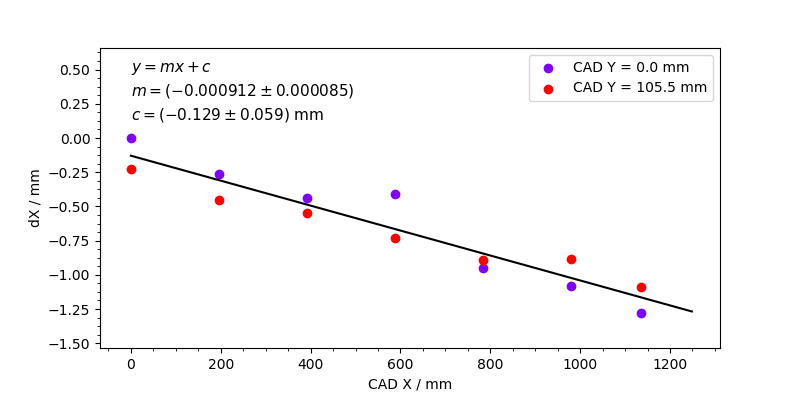 y = mx + c
m = (−0.000912 ± 0.000085)
c = (−0.129 ± 0.059) mm
CAD Y = 0.0 mm
CAD Y = 105.5 mm
0.50
0.25
0.00
−0.25
−0.50
−0.75
−1.00
−1.25
−1.50
dX / mm
0 200 400 600 800 1000 1200
CAD X / mm